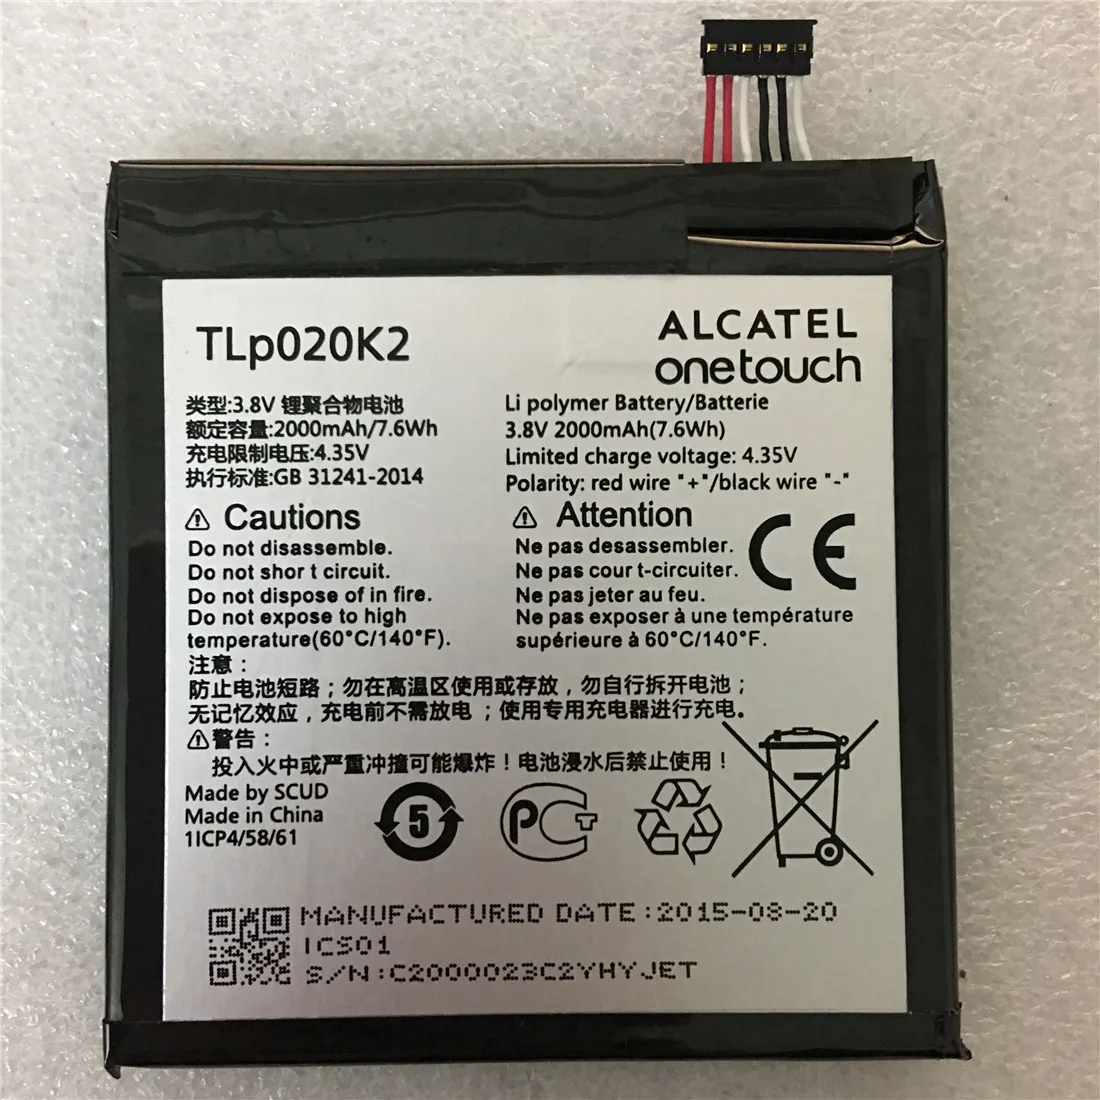 TLp020K2
ALCATEL
onetouch
类型:3.8V 锂聚合物电池
额定容量:2000mAh/7.6Wh
充电限制电压:4.35V
执行标准:GB 31241-2014
Li polymer Battery/Batterie
3.8V 2000mAh(7.6Wh)
Limited charge voltage: 4.35V
Polarity: red wire "+"/black wire "-"
Cautions
Do not disassemble.
Do not shor t circuit.
Do not dispose of in fire.
Do not expose to high
temperature(60°C/140°F).
Attention
Ne pas desassembler.
Ne pas cour t-circuiter.
Ne pas jeter au feu.
Ne pas exposer à une température
supérieure à 60°C/140°F.
CE
注意：
防止电池短路；勿在高温区使用或存放，勿自行拆开电池；
无记忆效应，充电前不需放电；使用专用充电器进行充电。
警告：
投入火中或严重冲撞可能爆炸！电池浸水后禁止使用！
Made by SCUD
Made in China
1ICP4/58/61
5
PCT
MANUFACTURED DATE:2015-08-20
ICS01
S/N:C2000023C2YHYJET